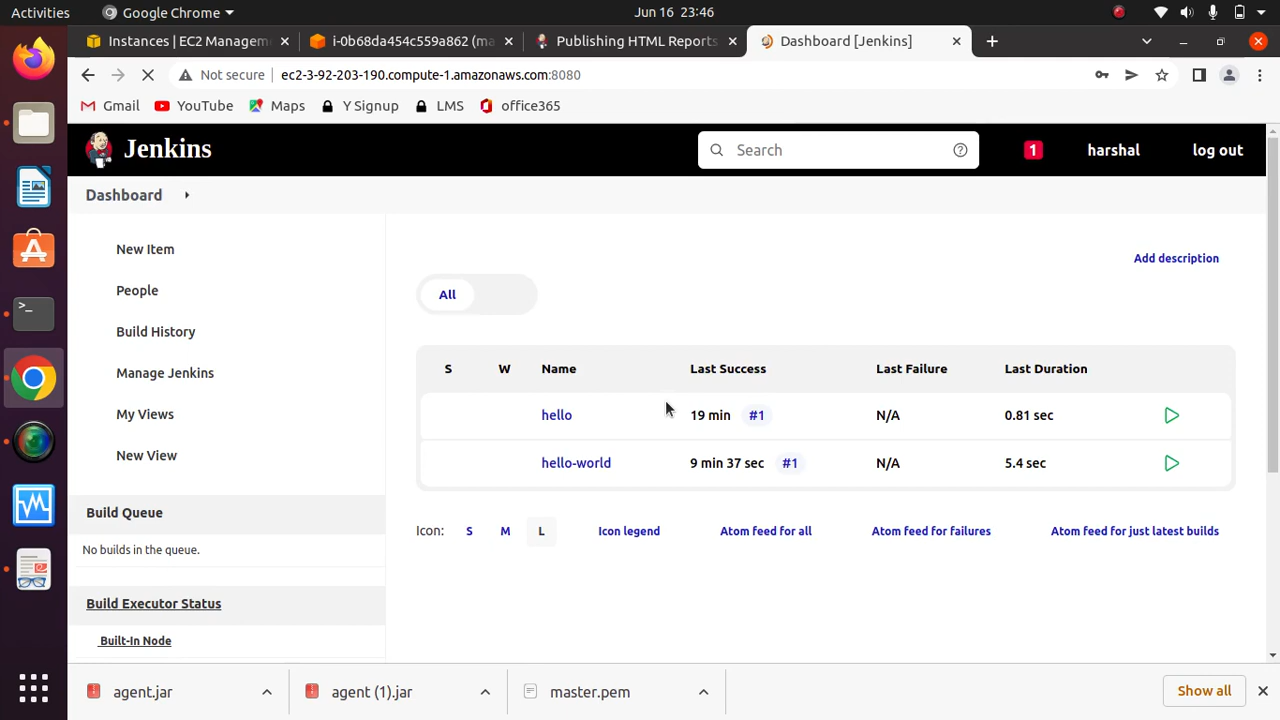 Activities
Google Chrome
Jun 16 23:46
Instances | EC2 Managem
i-0b68da454c559a862 (ma
Publishing HTML Reports
Dashboard [Jenkins]
Not secure
ec2-3-92-203-190.compute-1.amazonaws.com:8080
Gmail
YouTube
Maps
Y Signup
LMS
office365
Jenkins
Search
1
harshal
log out
Dashboard
New Item
People
Build History
Manage Jenkins
My Views
New View
Build Queue
No builds in the queue.
Build Executor Status
Built-In Node
Add description
All
S W Name Last Success Last Failure Last Duration
hello 19 min #1 N/A 0.81 sec
hello-world 9 min 37 sec #1 N/A 5.4 sec
Icon: S M L Icon legend Atom feed for all Atom feed for failures Atom feed for just latest builds
agent.jar
agent (1).jar
master.pem
Show all